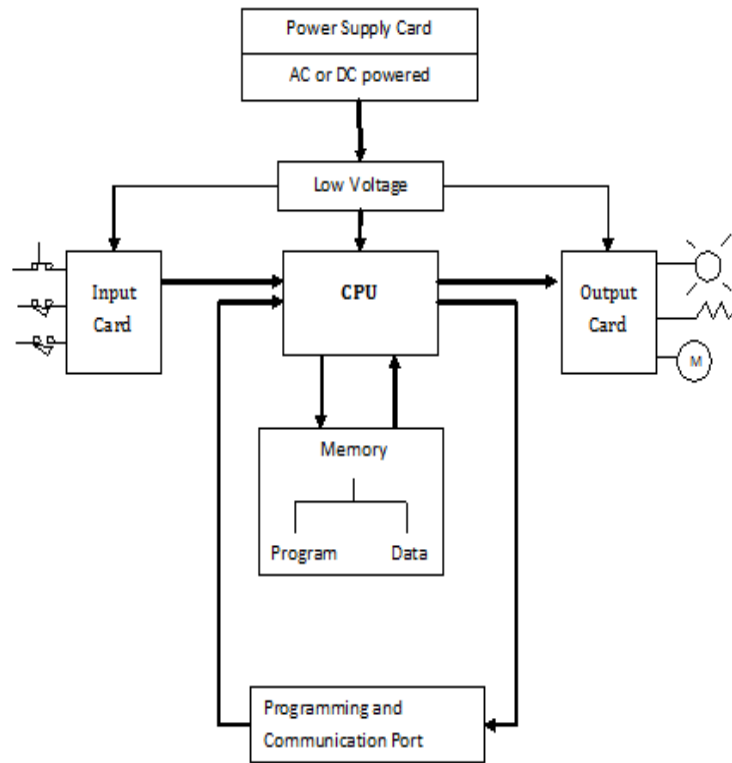 Power Supply Card
AC or DC powered
Low Voltage
Input
Card
CPU
Output
Card
M
Memory
Program Data
Programming and
Communication Port